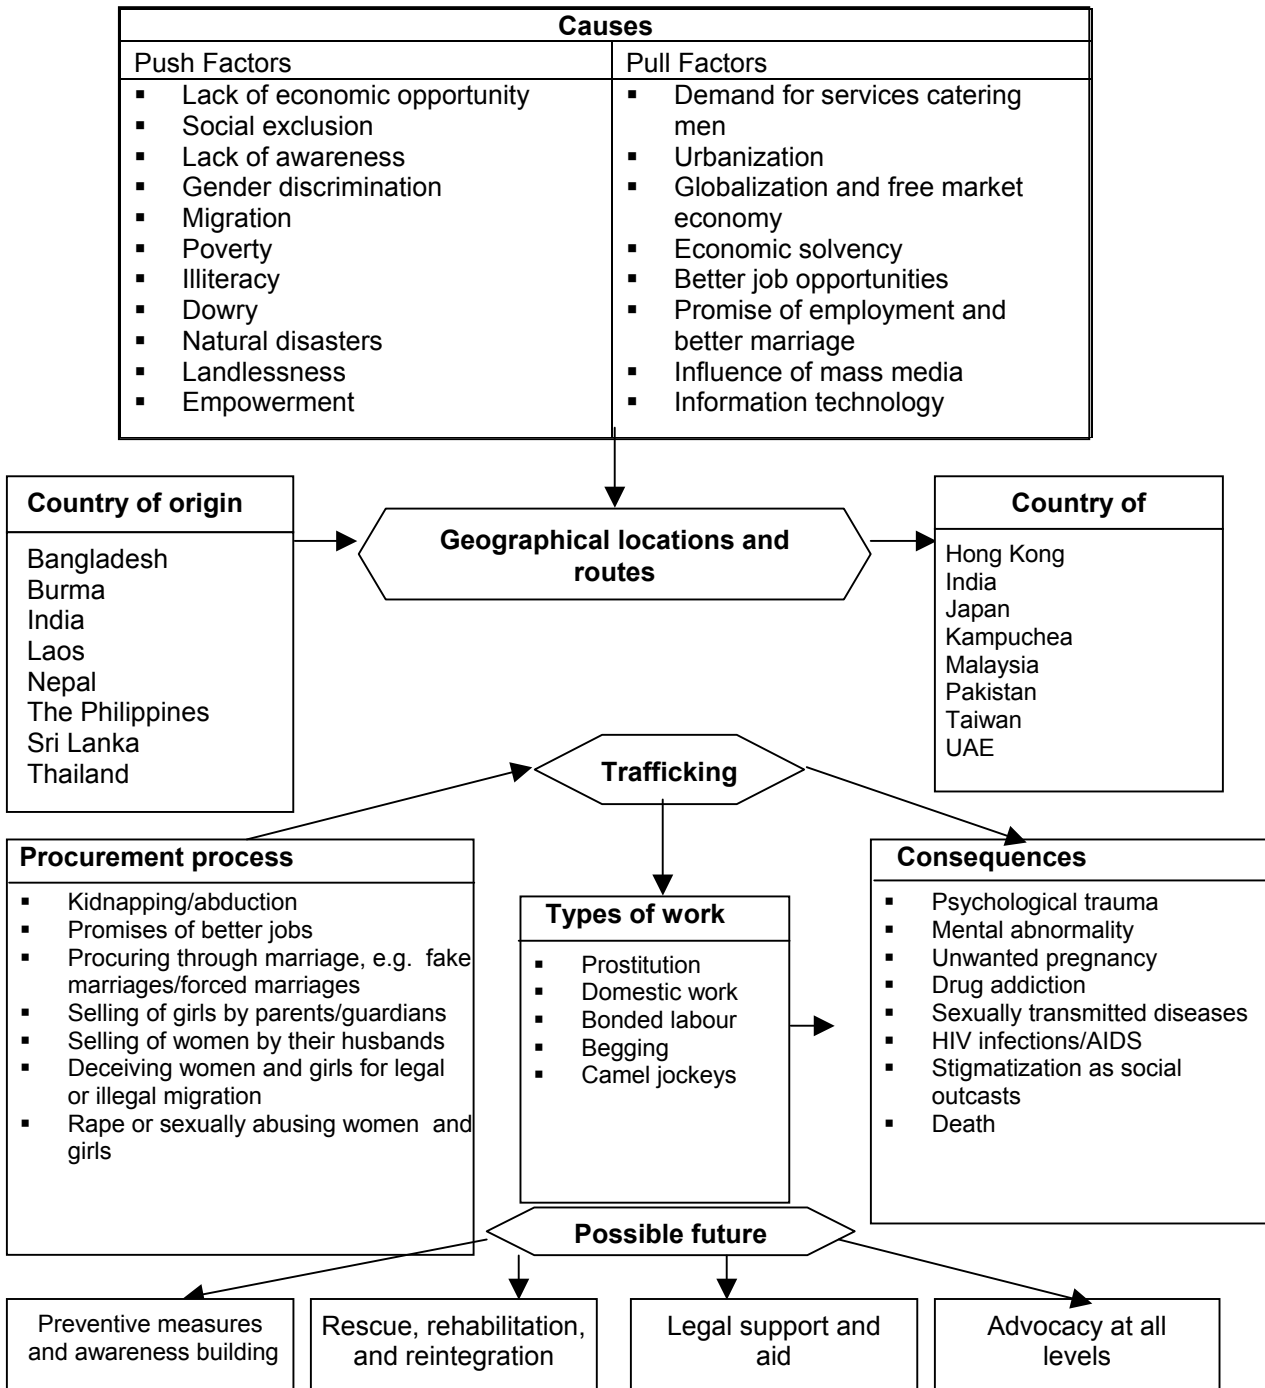 Causes
Push Factors
▪ Lack of economic opportunity
▪ Social exclusion
▪ Lack of awareness
▪ Gender discrimination
▪ Migration
▪ Poverty
▪ Illiteracy
▪ Dowry
▪ Natural disasters
▪ Landlessness
▪ Empowerment
Pull Factors
▪ Demand for services catering
men
▪ Urbanization
▪ Globalization and free market
economy
▪ Economic solvency
▪ Better job opportunities
▪ Promise of employment and
better marriage
▪ Influence of mass media
▪ Information technology
Country of origin
Bangladesh
Burma
India
Laos
Nepal
The Philippines
Sri Lanka
Thailand
Geographical locations and
routes
Country of
Hong Kong
India
Japan
Kampuchea
Malaysia
Pakistan
Taiwan
UAE
Trafficking
Procurement process
▪ Kidnapping/abduction
▪ Promises of better jobs
▪ Procuring through marriage, e.g. fake
marriages/forced marriages
▪ Selling of girls by parents/guardians
▪ Selling of women by their husbands
▪ Deceiving women and girls for legal
or illegal migration
▪ Rape or sexually abusing women and
girls
Types of work
▪ Prostitution
▪ Domestic work
▪ Bonded labour
▪ Begging
▪ Camel jockeys
Consequences
▪ Psychological trauma
▪ Mental abnormality
▪ Unwanted pregnancy
▪ Drug addiction
▪ Sexually transmitted diseases
▪ HIV infections/AIDS
▪ Stigmatization as social
outcasts
▪ Death
Possible future
Preventive measures
and awareness building
Rescue, rehabilitation,
and reintegration
Legal support and
aid
Advocacy at all
levels